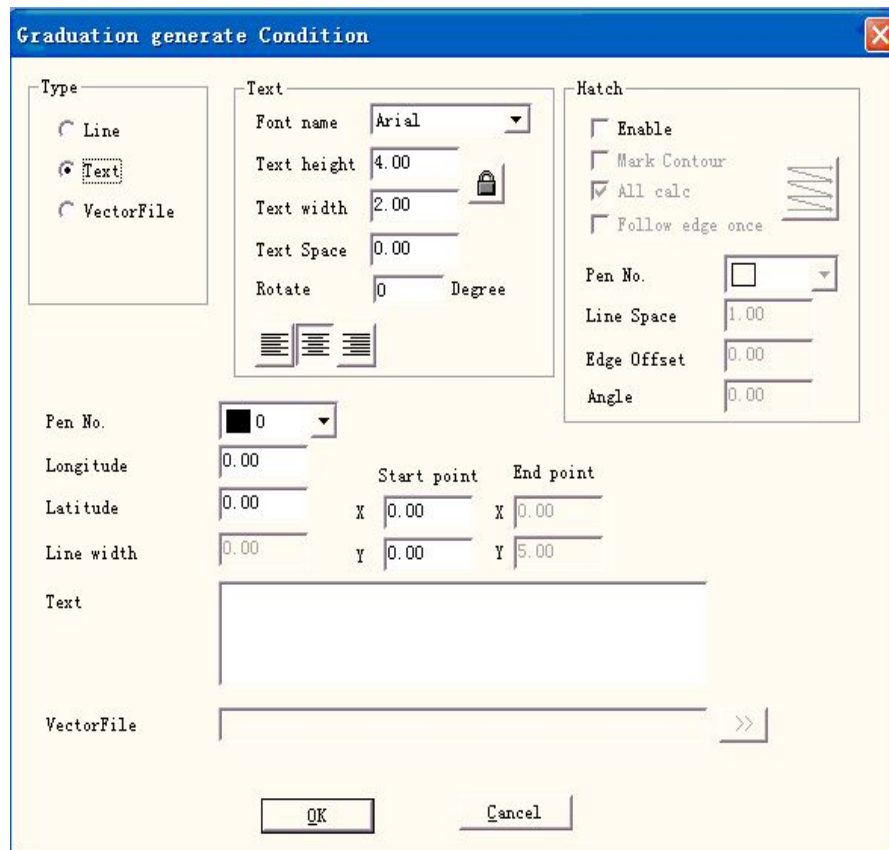 Graduation generate Condition
Type
Line
Text
VectorFile
Text
Font name Arial
Text height 4.00
Text width 2.00
Text Space 0.00
Rotate 0 Degree
Hatch
Enable
Mark Contour
All calc
Follow edge once
Pen No.
Line Space 1.00
Edge Offset 0.00
Angle 0.00
Pen No. 0
Longitude 0.00
Latitude 0.00
Line width 0.00
Start point End point
X 0.00 X 0.00
Y 0.00 Y 5.00
Text
VectorFile >>
OK Cancel